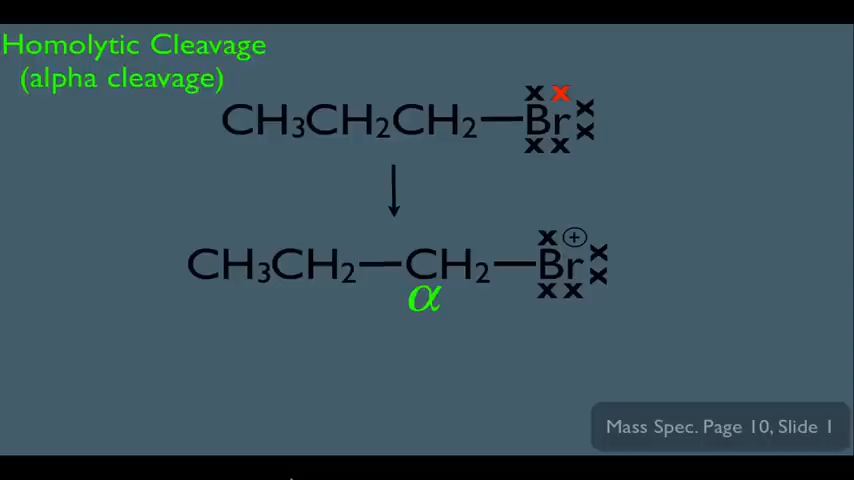 Homolytic Cleavage
(alpha cleavage)
CH₃CH₂CH₂—Br
CH₃CH₂—CH₂—Br
+
α
Mass Spec. Page 10, Slide 1